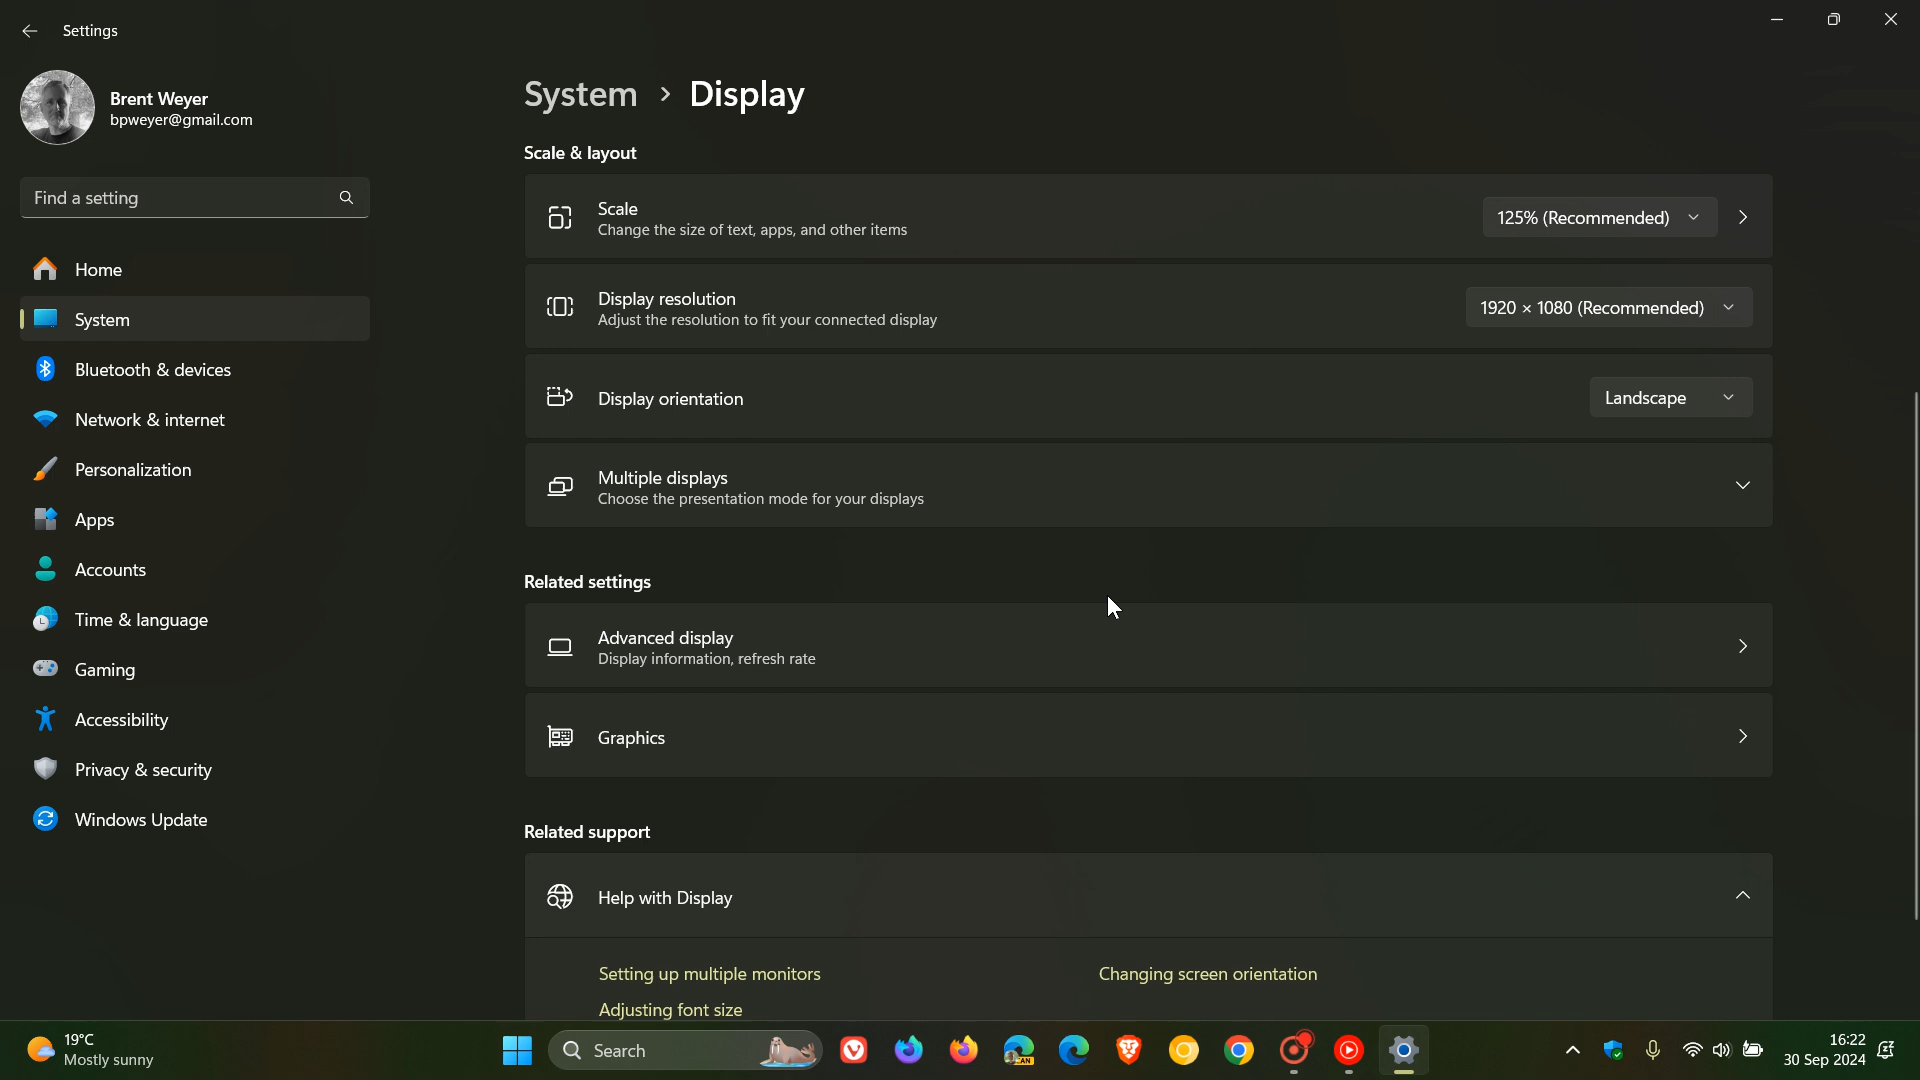 Settings
Brent Weyer
bpweyer@gmail.com
Find a setting
Home
System
Bluetooth & devices
Network & internet
Personalization
Apps
Accounts
Time & language
Gaming
Accessibility
Privacy & security
Windows Update
System > Display
Scale & layout
Scale
Change the size of text, apps, and other items
125% (Recommended)
Display resolution
Adjust the resolution to fit your connected display
1920 × 1080 (Recommended)
Display orientation
Landscape
Multiple displays
Choose the presentation mode for your displays
Related settings
Advanced display
Display information, refresh rate
Graphics
Related support
Help with Display
Setting up multiple monitors
Changing screen orientation
Adjusting font size
19°C
Mostly sunny
Search
CAN
16:22
30 Sep 2024